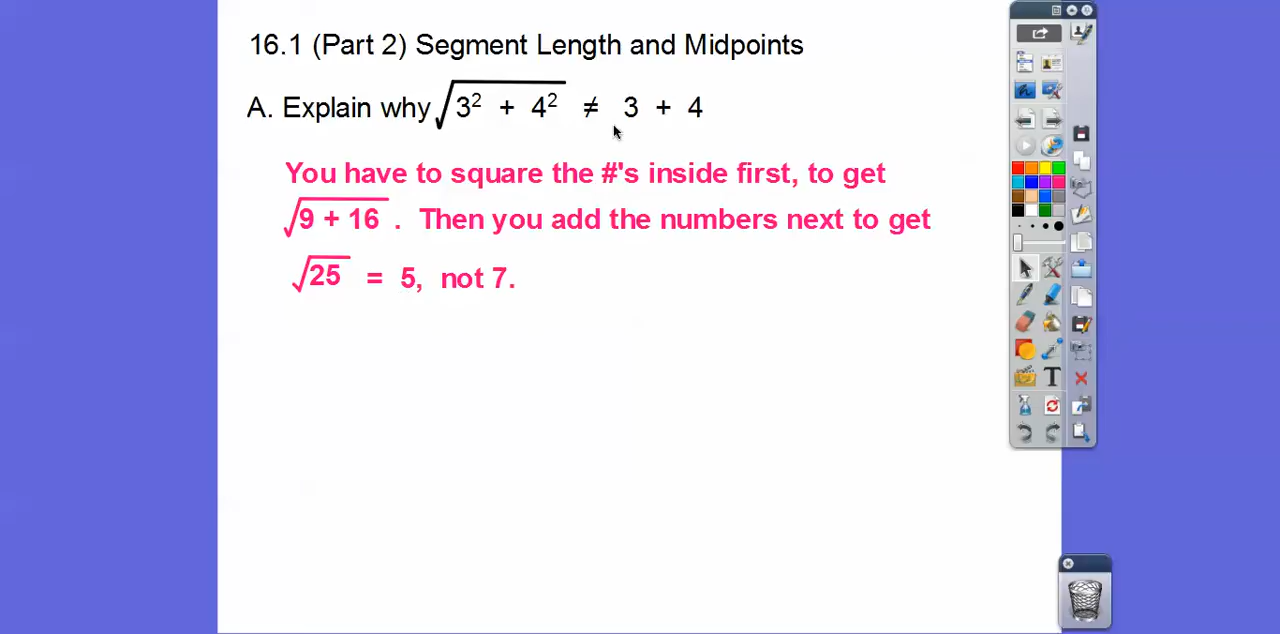 16.1 (Part 2) Segment Length and Midpoints
A. Explain why √3² + 4² ≠ 3 + 4
You have to square the #'s inside first, to get
√9 + 16 . Then you add the numbers next to get
√25 = 5, not 7.
T